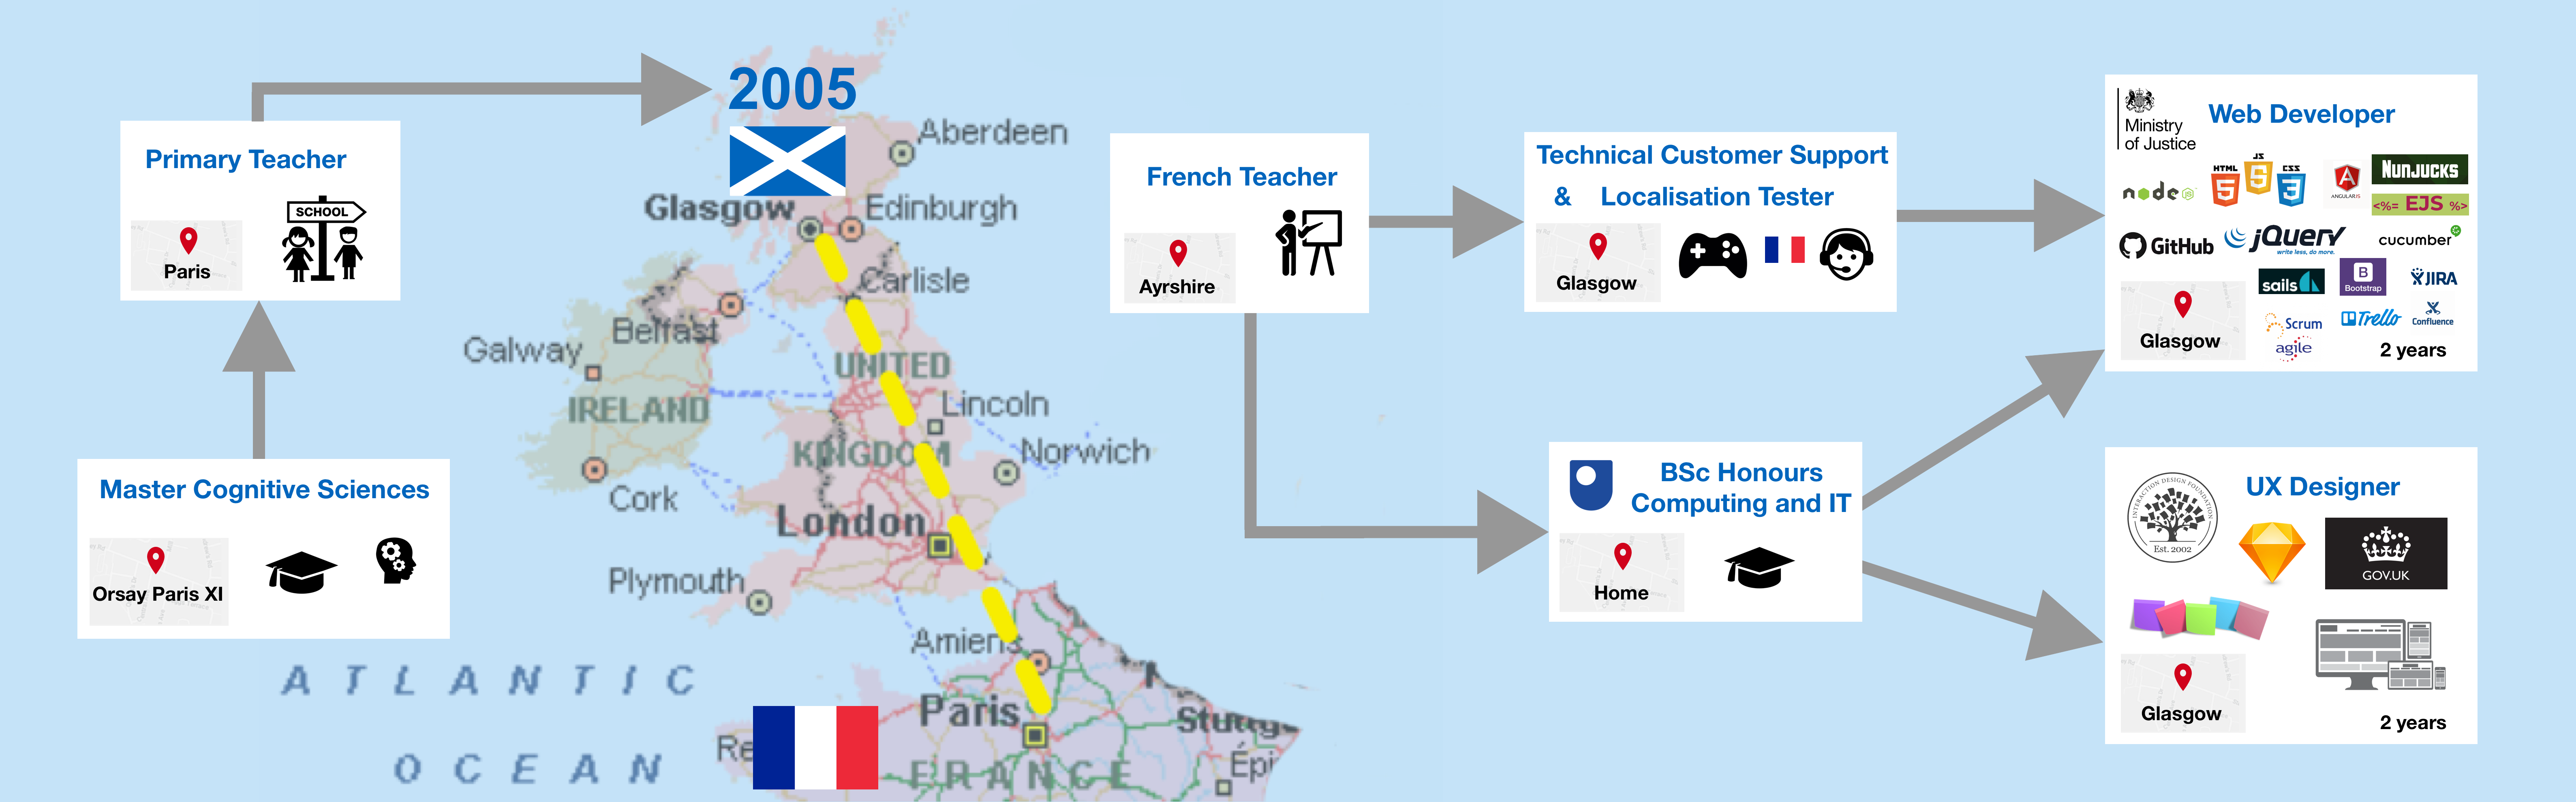 2005
Primary Teacher
SCHOOL
Paris
Master Cognitive Sciences
Orsay Paris XI
Aberdeen
Glasgow
Edinburgh
Carlisle
Belfast
Galway
UNITED
IRELAND
Lincoln
KINGDOM
Norwich
Cork
London
Plymouth
Amiens
ATLANTIC
OCEAN
Paris
FRANCE
French Teacher
Ayrshire
Technical Customer Support
& Localisation Tester
Glasgow
BSc Honours
Computing and IT
Home
Ministry
of Justice
Web Developer
node JS
HTML
5
JS
5
CSS
3
A
ANGULARJS
NUNJUCKS
<%= EJS %>
GitHub
jQuery
write less, do more.
cucumber
sails
B
Bootstrap
JIRA
Scrum
agile
Trello
Confluence
Glasgow
2 years
UX Designer
INTERACTION DESIGN FOUNDATION
Est. 2002
GOV.UK
Glasgow
2 years